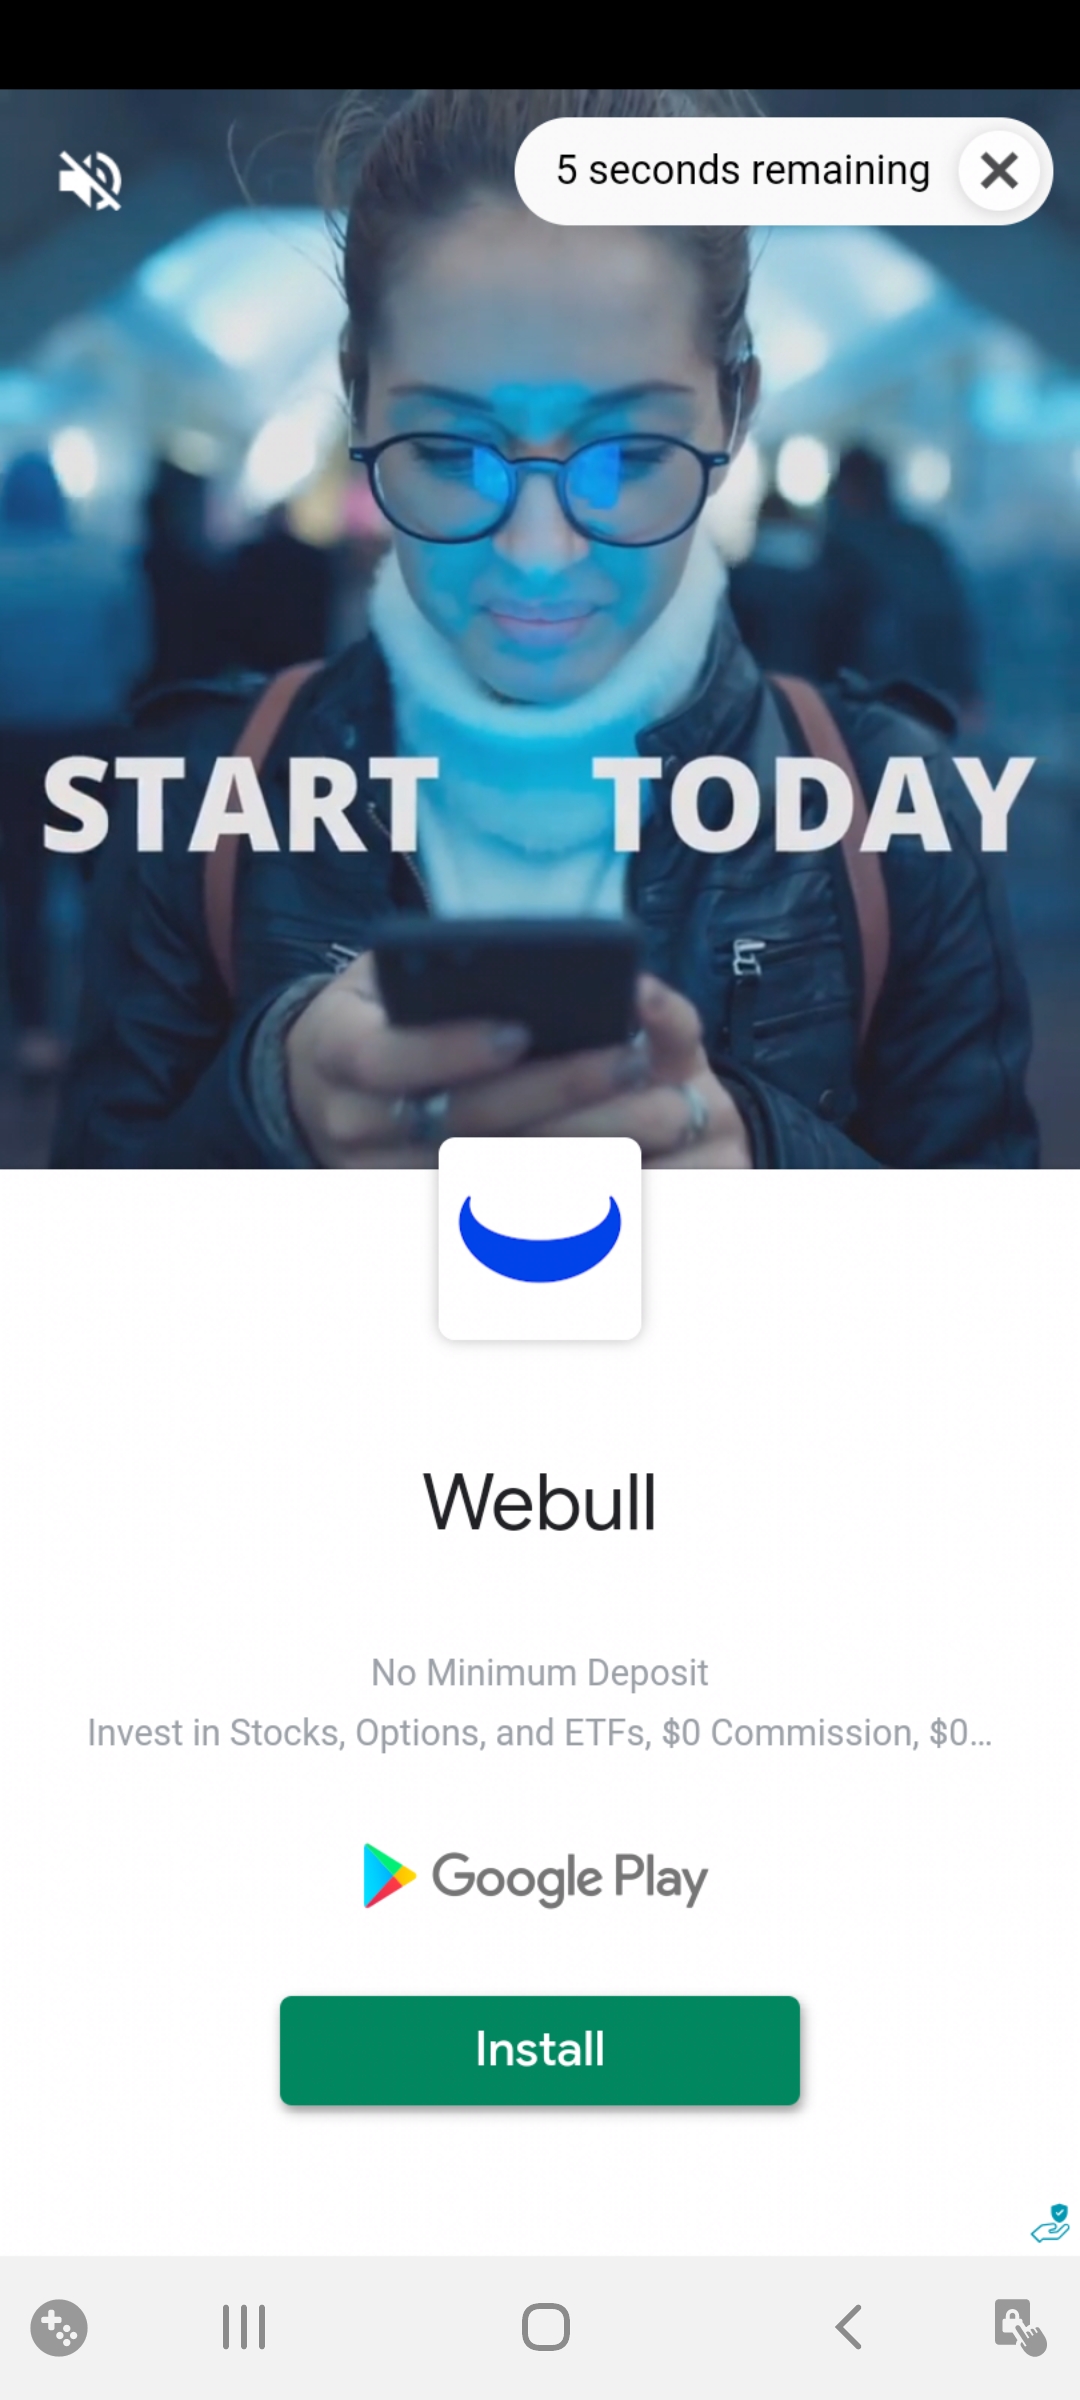 5 seconds remaining
START TODAY
Webull
No Minimum Deposit
Invest in Stocks, Options, and ETFs, $0 Commission, $0...
Google Play
Install